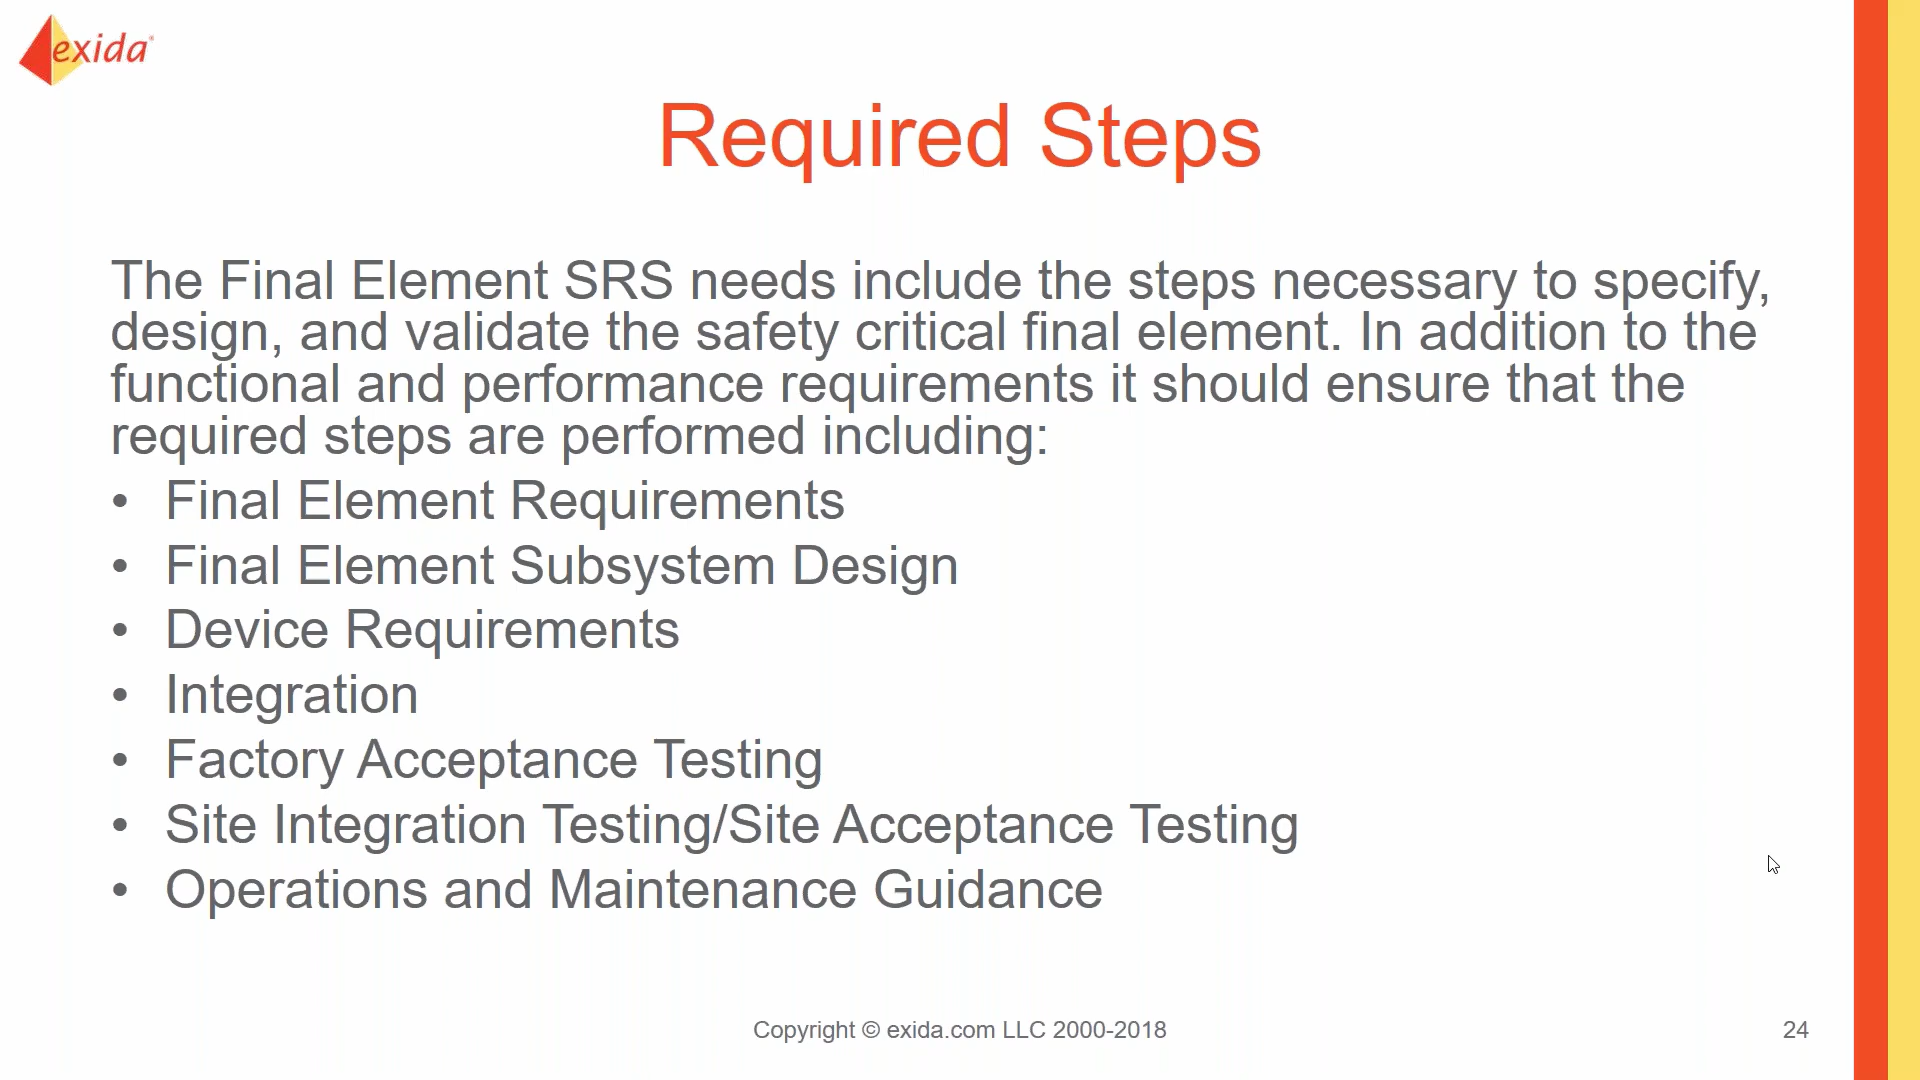 exida
Required Steps
The Final Element SRS needs include the steps necessary to specify,
design, and validate the safety critical final element. In addition to the
functional and performance requirements it should ensure that the
required steps are performed including:
• Final Element Requirements
• Final Element Subsystem Design
• Device Requirements
• Integration
• Factory Acceptance Testing
• Site Integration Testing/Site Acceptance Testing
• Operations and Maintenance Guidance
Copyright © exida.com LLC 2000-2018
24